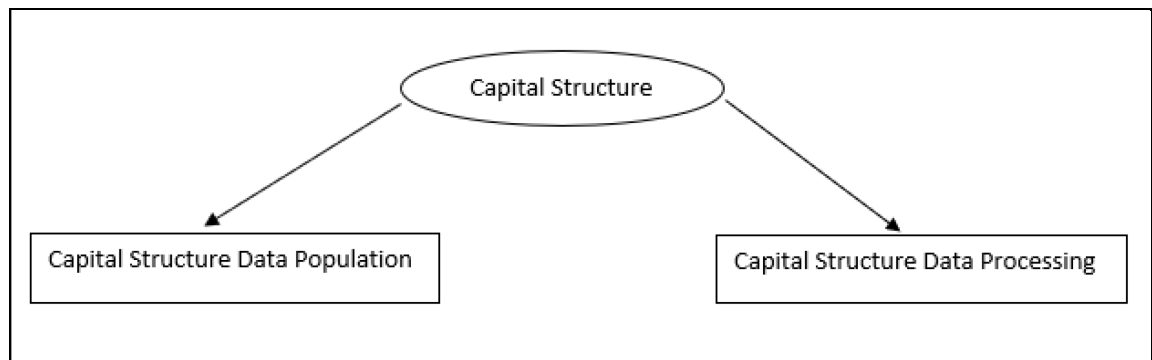 Capital Structure
Capital Structure Data Population
Capital Structure Data Processing